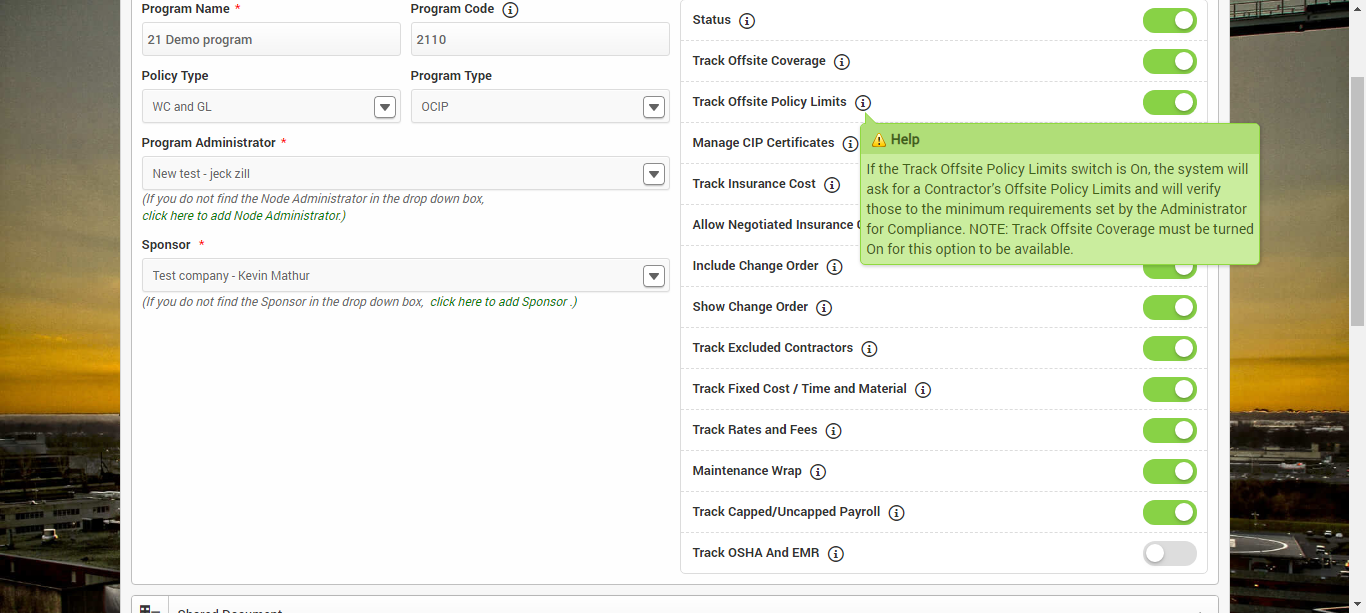 Program Name *
Program Code
21 Demo program
2110
Policy Type
Program Type
WC and GL
OCIP
Program Administrator *
New test - jeck zill
(If you do not find the Node Administrator in the drop down box,
click here to add Node Administrator.)
Sponsor *
Test company - Kevin Mathur
(If you do not find the Sponsor in the drop down box, click here to add Sponsor .)
Status
Track Offsite Coverage
Track Offsite Policy Limits
Help
If the Track Offsite Policy Limits switch is On, the system will
ask for a Contractor’s Offsite Policy Limits and will verify
those to the minimum requirements set by the Administrator
for Compliance. NOTE: Track Offsite Coverage must be turned
On for this option to be available.
Manage CIP Certificates
Track Insurance Cost
Allow Negotiated Insurance
Include Change Order
Show Change Order
Track Excluded Contractors
Track Fixed Cost / Time and Material
Track Rates and Fees
Maintenance Wrap
Track Capped/Uncapped Payroll
Track OSHA And EMR
Shared Document